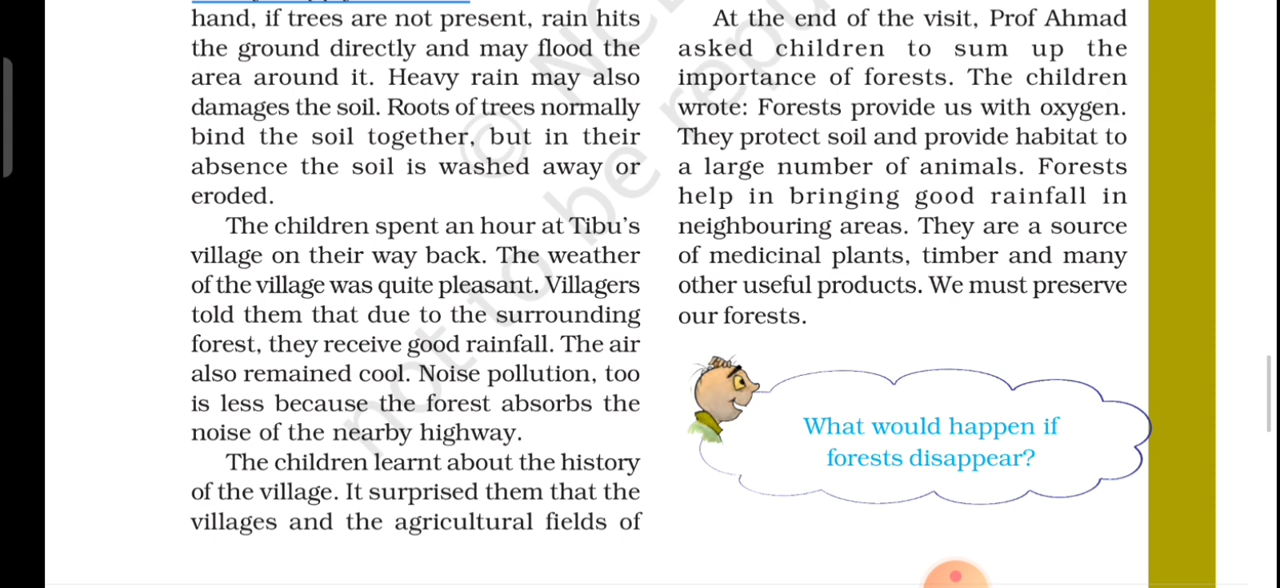 hand, if trees are not present, rain hits
the ground directly and may flood the
area around it. Heavy rain may also
damages the soil. Roots of trees normally
bind the soil together, but in their
absence the soil is washed away or
eroded.
The children spent an hour at Tibu’s
village on their way back. The weather
of the village was quite pleasant. Villagers
told them that due to the surrounding
forest, they receive good rainfall. The air
also remained cool. Noise pollution, too
is less because the forest absorbs the
noise of the nearby highway.
The children learnt about the history
of the village. It surprised them that the
villages and the agricultural fields of
At the end of the visit, Prof Ahmad
asked children to sum up the
importance of forests. The children
wrote: Forests provide us with oxygen.
They protect soil and provide habitat to
a large number of animals. Forests
help in bringing good rainfall in
neighbouring areas. They are a source
of medicinal plants, timber and many
other useful products. We must preserve
our forests.
What would happen if
forests disappear?
© NC
not to be repu